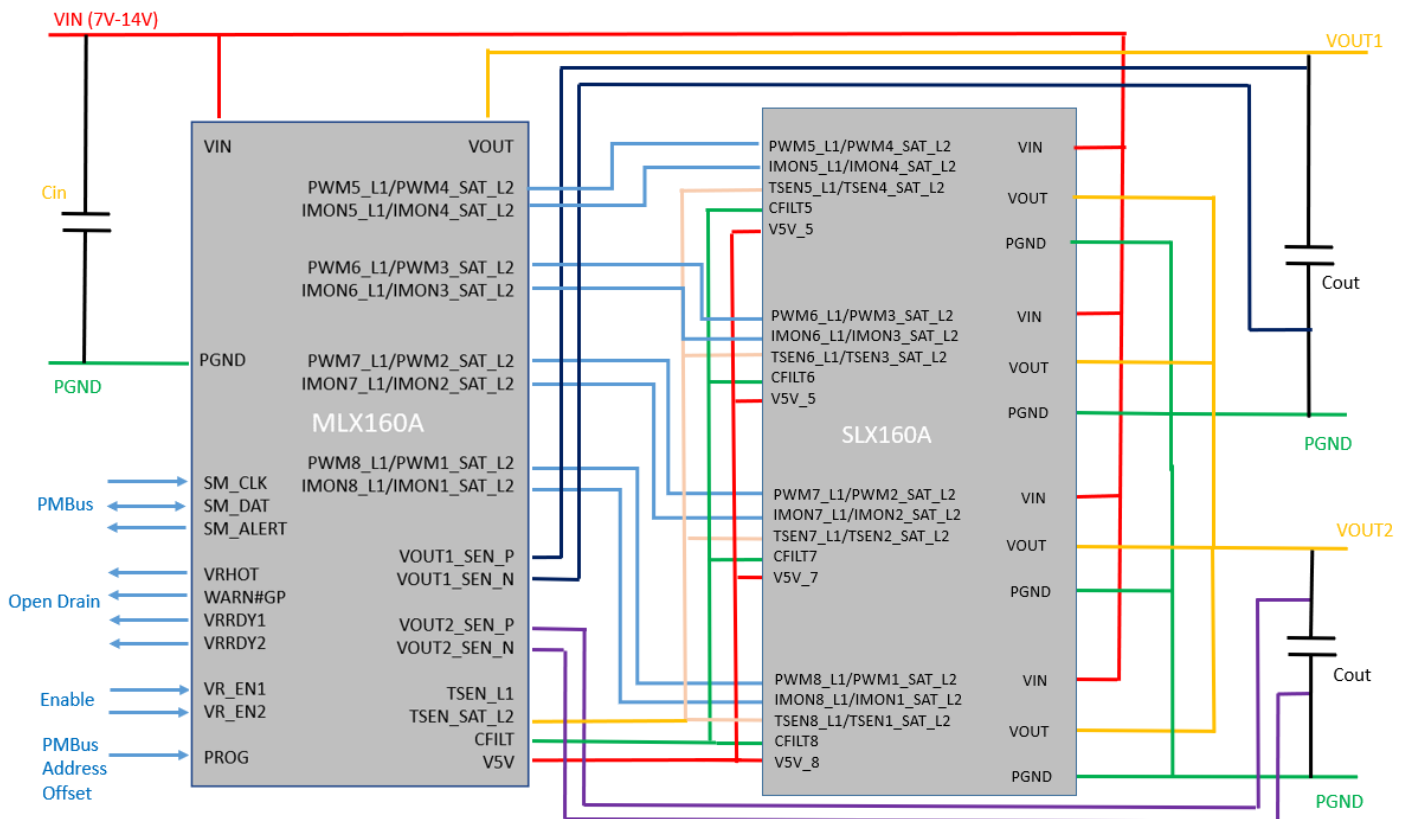 VIN (7V-14V)
VOUT1
Cin
PGND
VIN
VOUT
PWM5_L1/PWM4_SAT_L2
IMON5_L1/IMON4_SAT_L2
PWM6_L1/PWM3_SAT_L2
IMON6_L1/IMON3_SAT_L2
PGND
PWM7_L1/PWM2_SAT_L2
IMON7_L1/IMON2_SAT_L2
MLX160A
PWM8_L1/PWM1_SAT_L2
IMON8_L1/IMON1_SAT_L2
PMBus
SM_CLK
SM_DAT
SM_ALERT
VOUT1_SEN_P
VOUT1_SEN_N
Open Drain
VRHOT
WARN#GP
VRRDY1
VRRDY2
VOUT2_SEN_P
VOUT2_SEN_N
Enable
VR_EN1
VR_EN2
TSEN_L1
TSEN_SAT_L2
CFILT
V5V
PMBus
Address
Offset
PROG
PWM5_L1/PWM4_SAT_L2
IMON5_L1/IMON4_SAT_L2
TSEN5_L1/TSEN4_SAT_L2
CFILT5
V5V_5
VIN
VOUT
PGND
PWM6_L1/PWM3_SAT_L2
IMON6_L1/IMON3_SAT_L2
TSEN6_L1/TSEN3_SAT_L2
CFILT6
V5V_5
VIN
VOUT
PGND
SLX160A
PWM7_L1/PWM2_SAT_L2
IMON7_L1/IMON2_SAT_L2
TSEN7_L1/TSEN2_SAT_L2
CFILT7
V5V_7
VIN
VOUT
PGND
PWM8_L1/PWM1_SAT_L2
IMON8_L1/IMON1_SAT_L2
TSEN8_L1/TSEN1_SAT_L2
CFILT8
V5V_8
VIN
VOUT
PGND
Cout
PGND
VOUT2
Cout
PGND